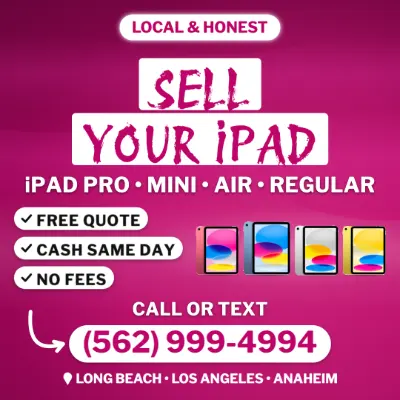 LOCAL & HONEST
SELL
YOUR iPAD
iPAD PRO • MINI • AIR • REGULAR
FREE QUOTE
CASH SAME DAY
NO FEES
CALL OR TEXT
(562) 999-4994
LONG BEACH • LOS ANGELES • ANAHEIM